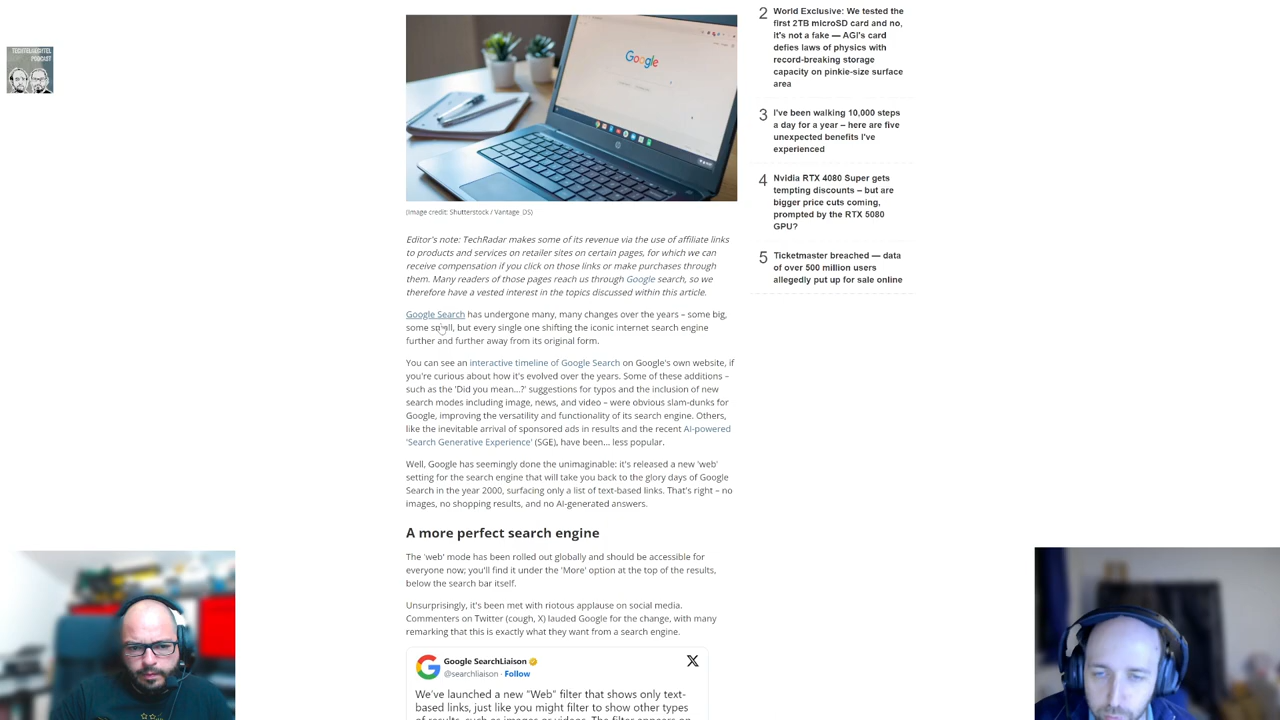 TECHTELMECHTEL
PODCAST
Google
(Image credit: Shutterstock / Vantage_DS)
Editor's note: TechRadar makes some of its revenue via the use of affiliate links
to products and services on retailer sites on certain pages, for which we can
receive compensation if you click on those links or make purchases through
them. Many readers of those pages reach us through Google search, so we
therefore have a vested interest in the topics discussed within this article.
Google Search has undergone many, many changes over the years – some big,
some small, but every single one shifting the iconic internet search engine
further and further away from its original form.
You can see an interactive timeline of Google Search on Google's own website, if
you're curious about how it's evolved over the years. Some of these additions –
such as the 'Did you mean...?' suggestions for typos and the inclusion of new
search modes including image, news, and video – were obvious slam-dunks for
Google, improving the versatility and functionality of its search engine. Others,
like the inevitable arrival of sponsored ads in results and the recent AI-powered
'Search Generative Experience' (SGE), have been... less popular.
Well, Google has seemingly done the unimaginable: it's released a new 'web'
setting for the search engine that will take you back to the glory days of Google
Search in the year 2000, surfacing only a list of text-based links. That's right – no
images, no shopping results, and no AI-generated answers.
A more perfect search engine
The 'web' mode has been rolled out globally and should be accessible for
everyone now; you'll find it under the 'More' option at the top of the results,
below the search bar itself.
Unsurprisingly, it's been met with riotous applause on social media.
Commenters on Twitter (cough, X) lauded Google for the change, with many
remarking that this is exactly what they want from a search engine.
Google SearchLiaison
@searchliaison · Follow
We've launched a new "Web" filter that shows only text-
based links, just like you might filter to show other types
of results, such as images or videos. The filter appears on
2 World Exclusive: We tested the
first 2TB microSD card and no,
it's not a fake — AGI's card
defies laws of physics with
record-breaking storage
capacity on pinkie-size surface
area
3 I've been walking 10,000 steps
a day for a year – here are five
unexpected benefits I've
experienced
4 Nvidia RTX 4080 Super gets
tempting discounts – but are
bigger price cuts coming,
prompted by the RTX 5080
GPU?
5 Ticketmaster breached — data
of over 500 million users
allegedly put up for sale online